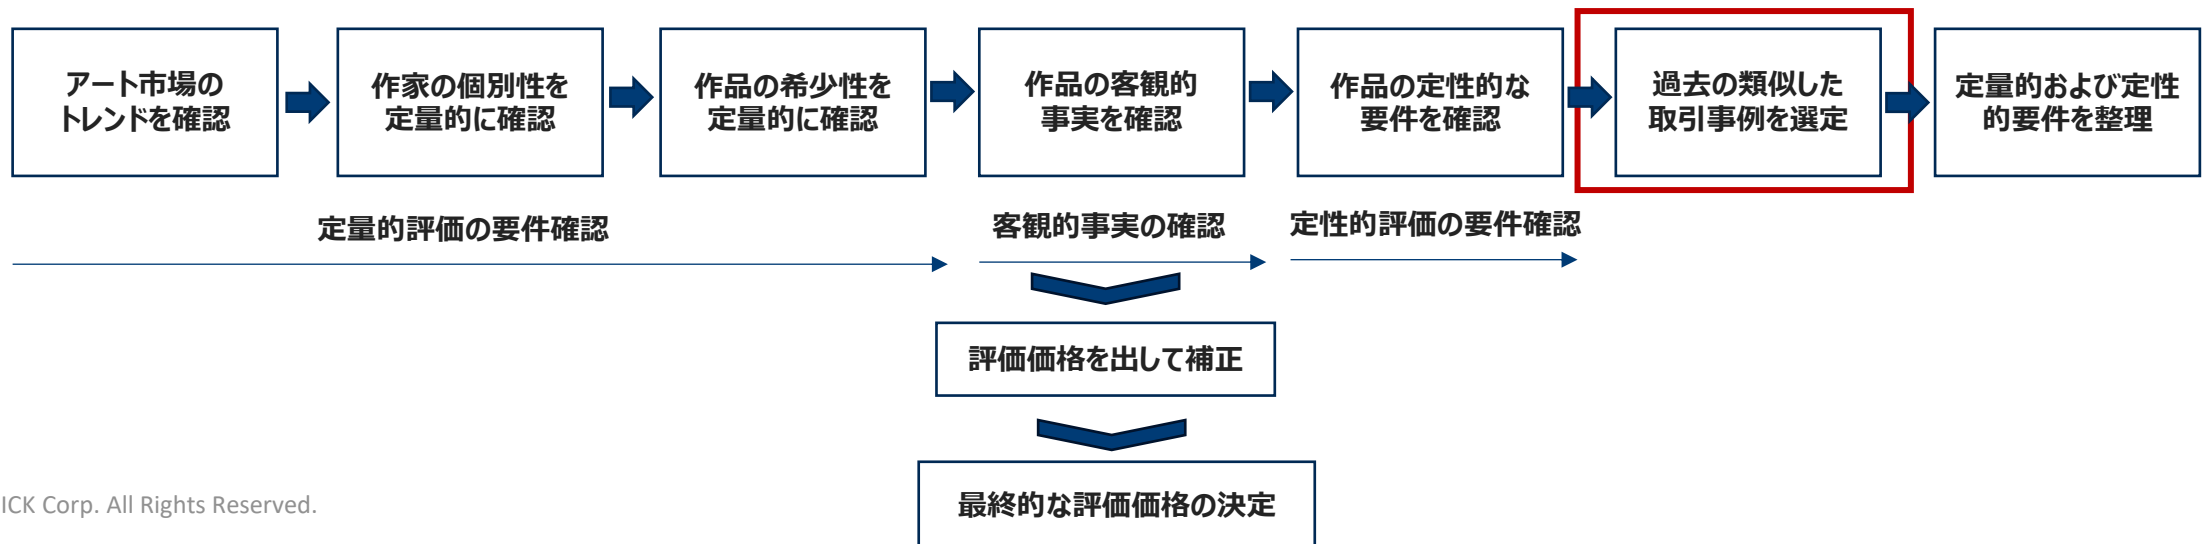 アート市場の
トレンドを確認
作家の個別性を
定量的に確認
作品の希少性を
定量的に確認
作品の客観的
事実を確認
作品の定性的な
要件を確認
過去の類似した
取引事例を選定
定量的および定性
的要件を整理
定量的評価の要件確認
客観的事実の確認
定性的評価の要件確認
評価価格を出して補正
最終的な評価価格の決定
ICK Corp. All Rights Reserved.